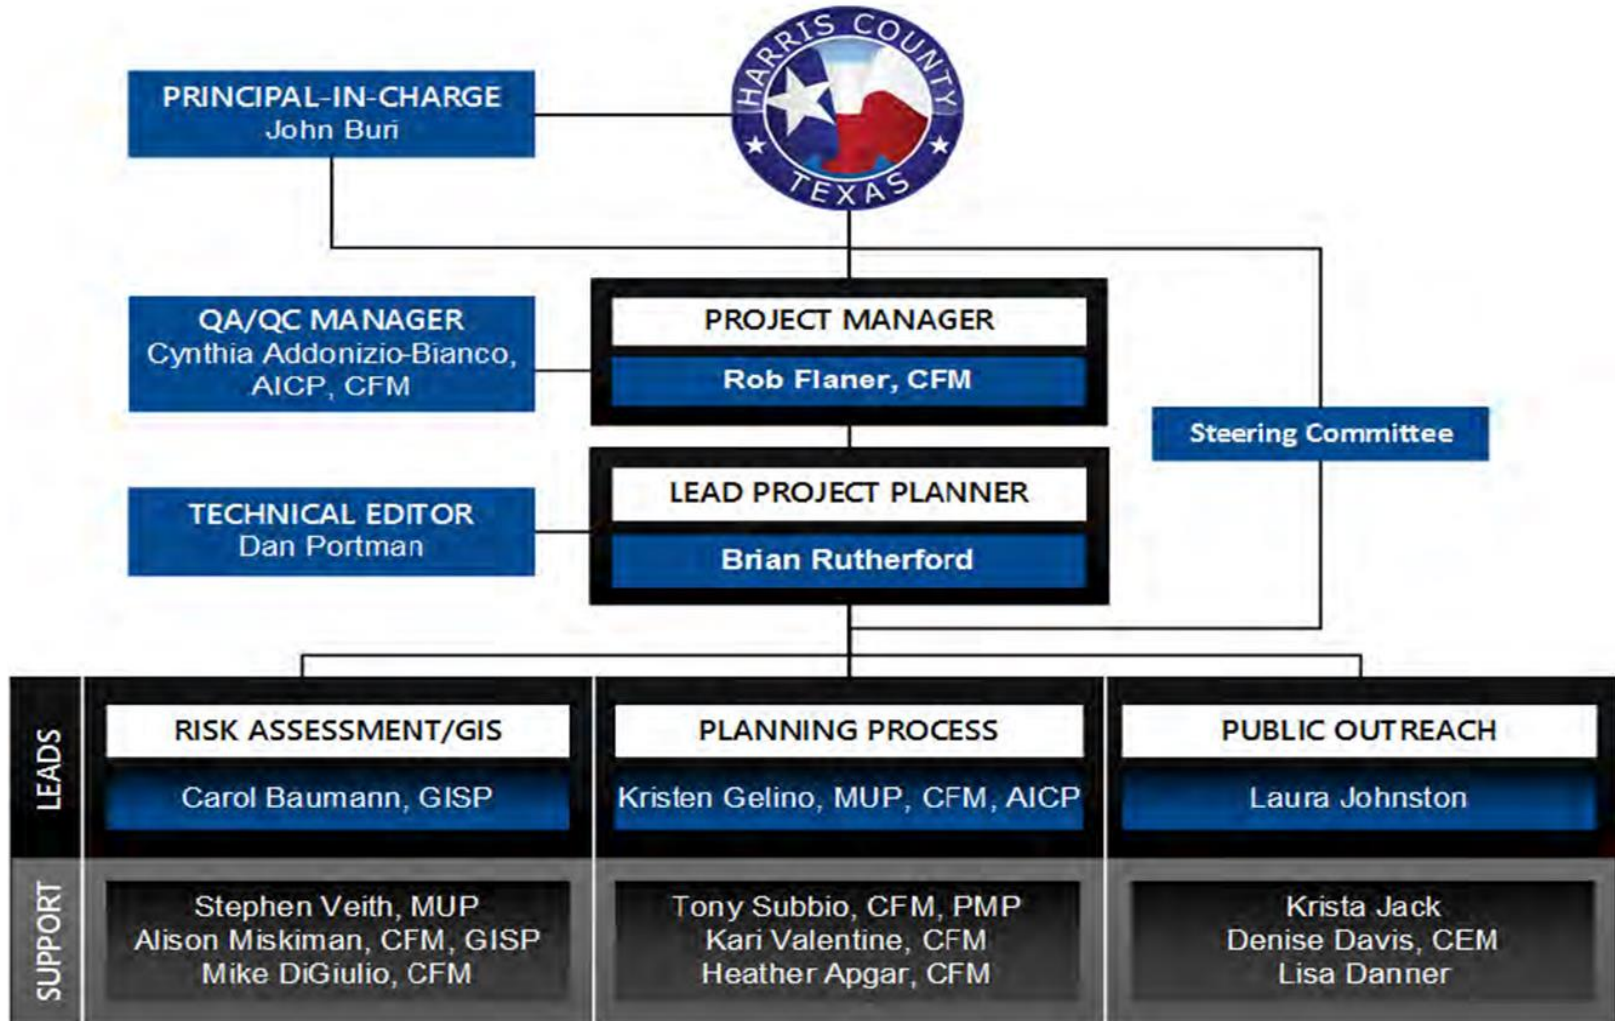 HARRIS COUNTY
TEXAS
PRINCIPAL-IN-CHARGE
John Buri
QA/QC MANAGER
Cynthia Addonizio-Bianco,
AICP, CFM
PROJECT MANAGER
Rob Flaner, CFM
Steering Committee
TECHNICAL EDITOR
Dan Portman
LEAD PROJECT PLANNER
Brian Rutherford
LEADS
RISK ASSESSMENT/GIS
Carol Baumann, GISP
PLANNING PROCESS
Kristen Gelino, MUP, CFM, AICP
PUBLIC OUTREACH
Laura Johnston
SUPPORT
Stephen Veith, MUP
Alison Miskiman, CFM, GISP
Mike DiGiulio, CFM
Tony Subbio, CFM, PMP
Kari Valentine, CFM
Heather Apgar, CFM
Krista Jack
Denise Davis, CEM
Lisa Danner